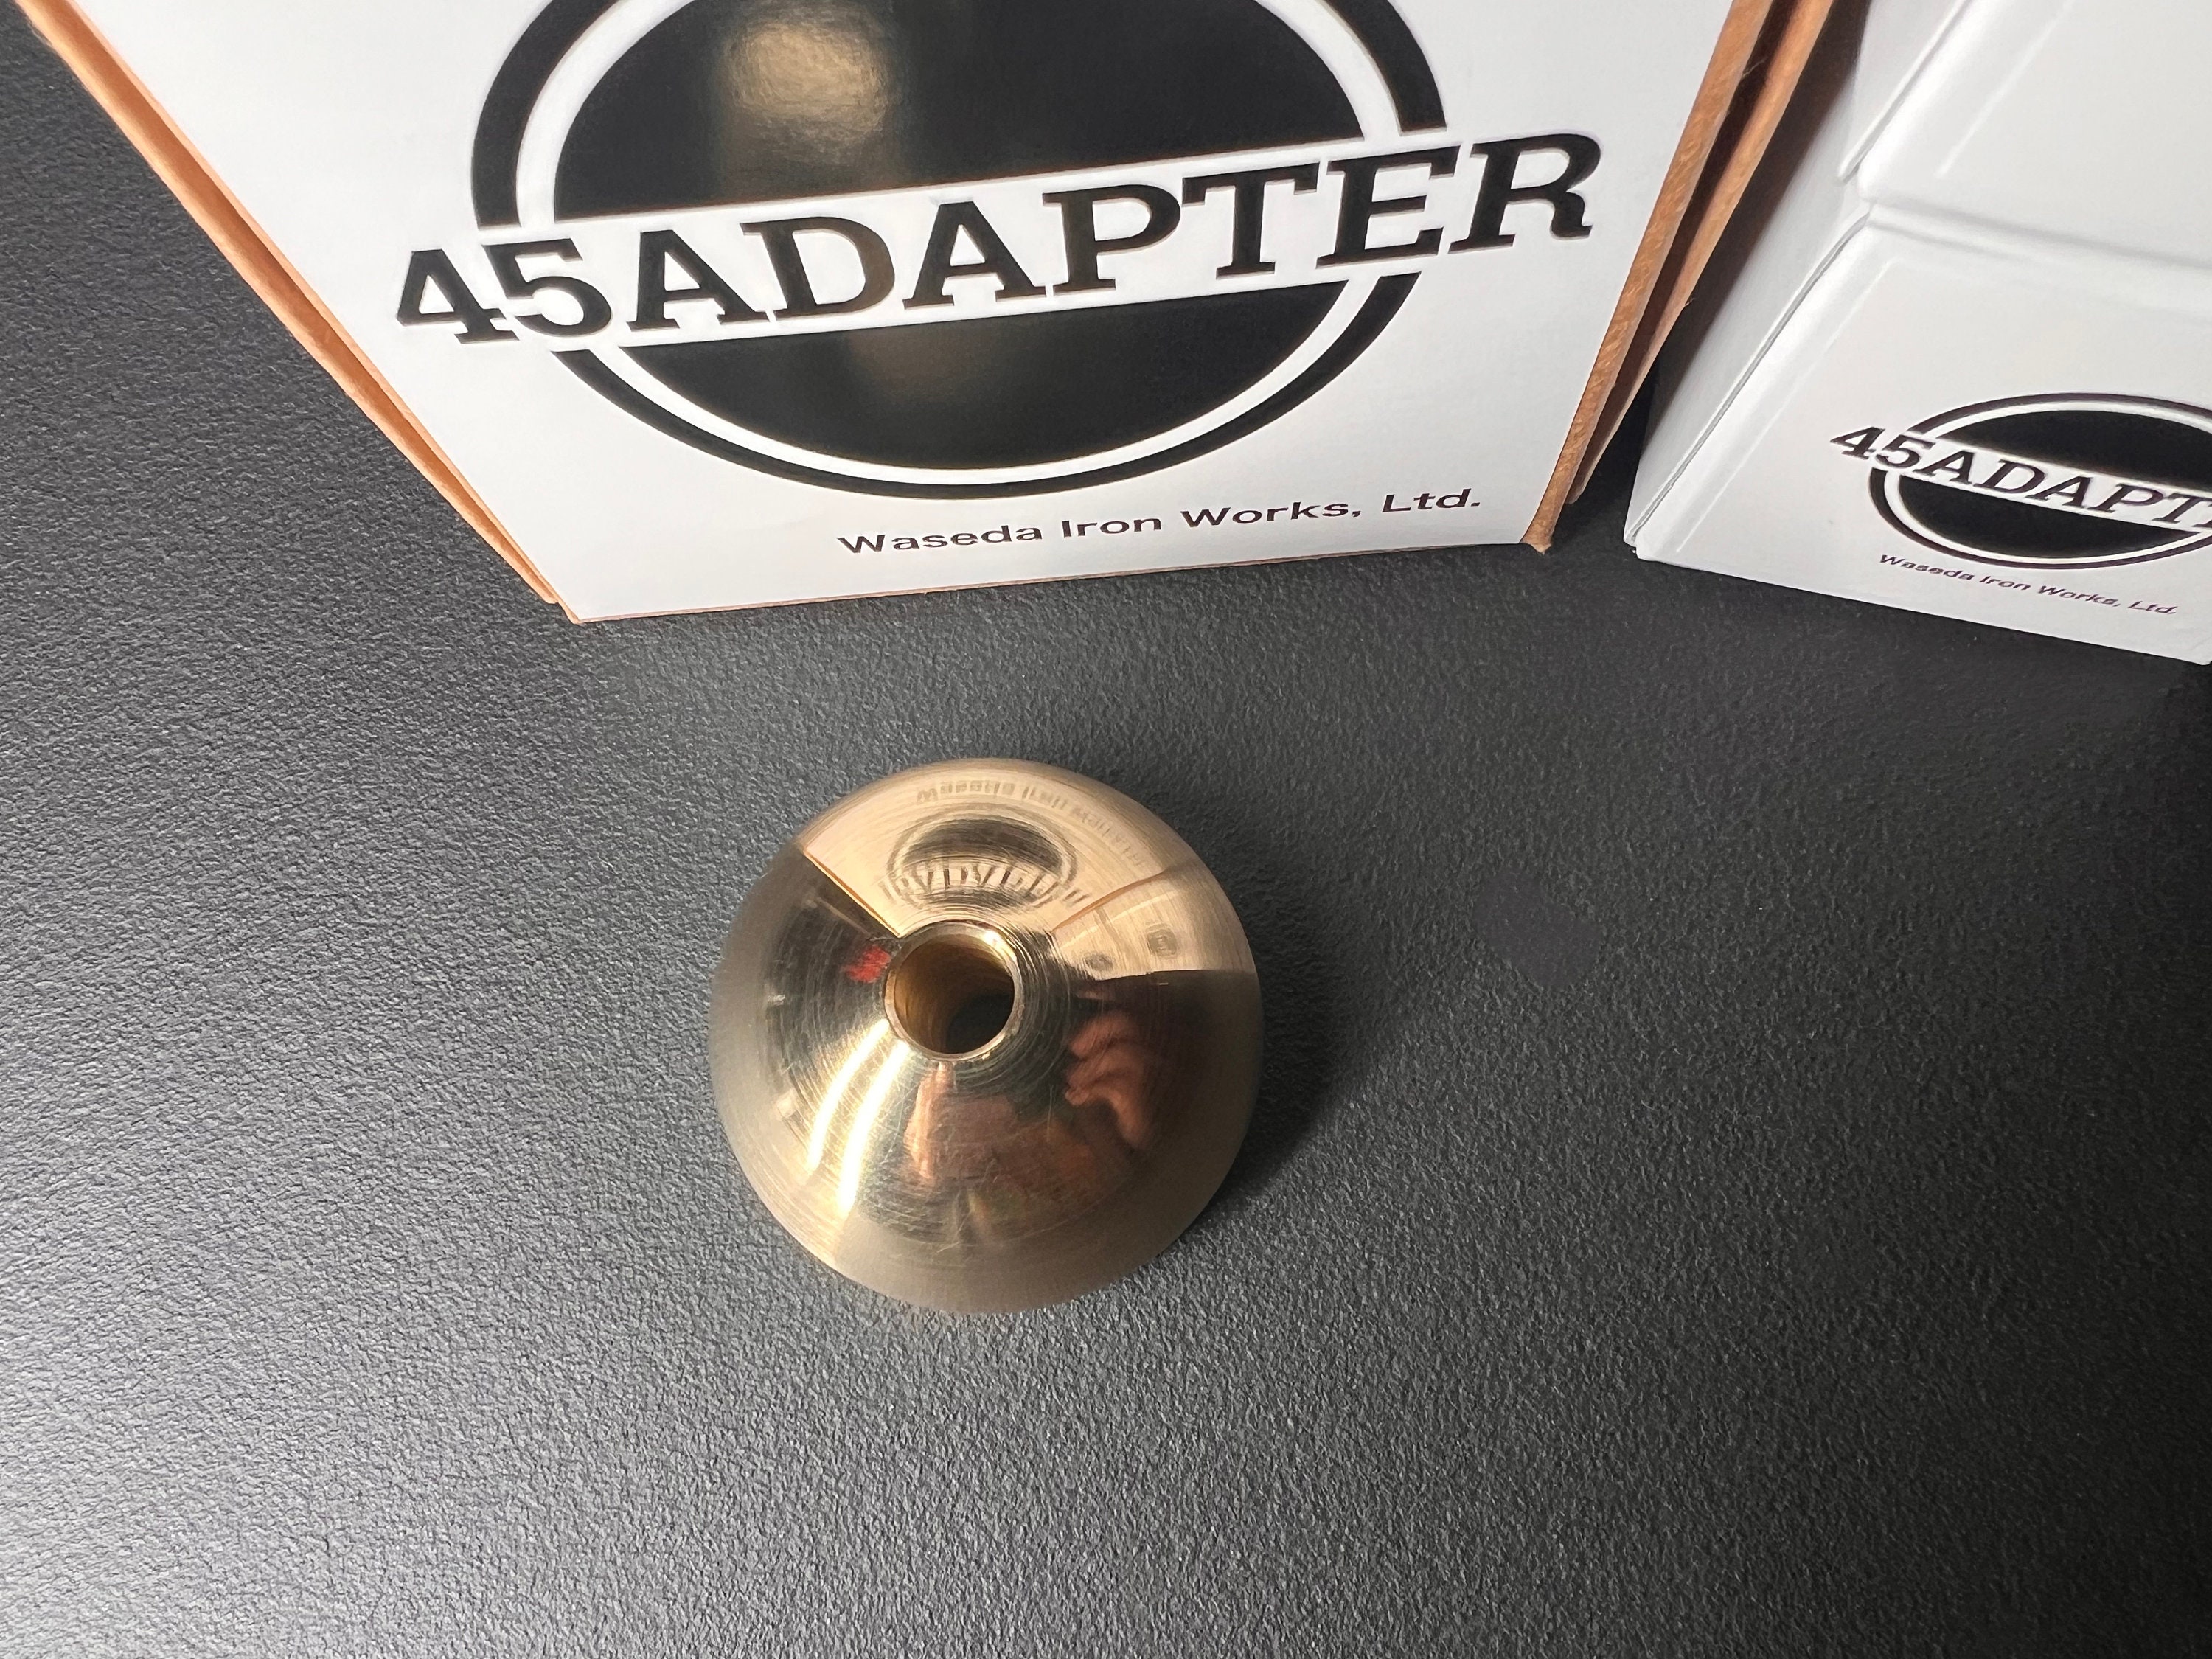 45ADAPTER
Waseda Iron Works, Ltd.
45ADAPT
Waseda Iron Works, Ltd.